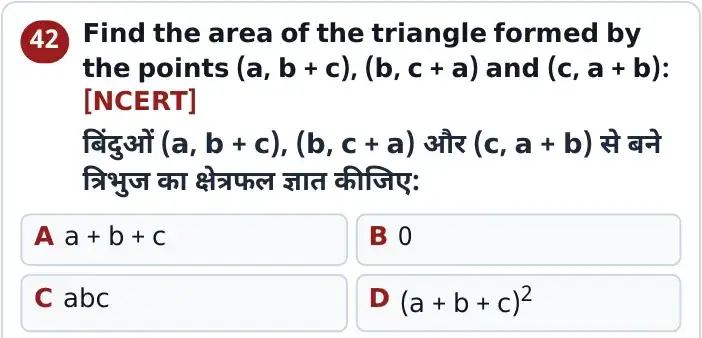 42 Find the area of the triangle formed by
the points (a, b + c), (b, c + a) and (c, a + b):
[NCERT]
बिंदुओं (a, b + c), (b, c + a) और (c, a + b) से बने
त्रिभुज का क्षेत्रफल ज्ञात कीजिए:
A a + b + c
B 0
C abc
D (a + b + c)²